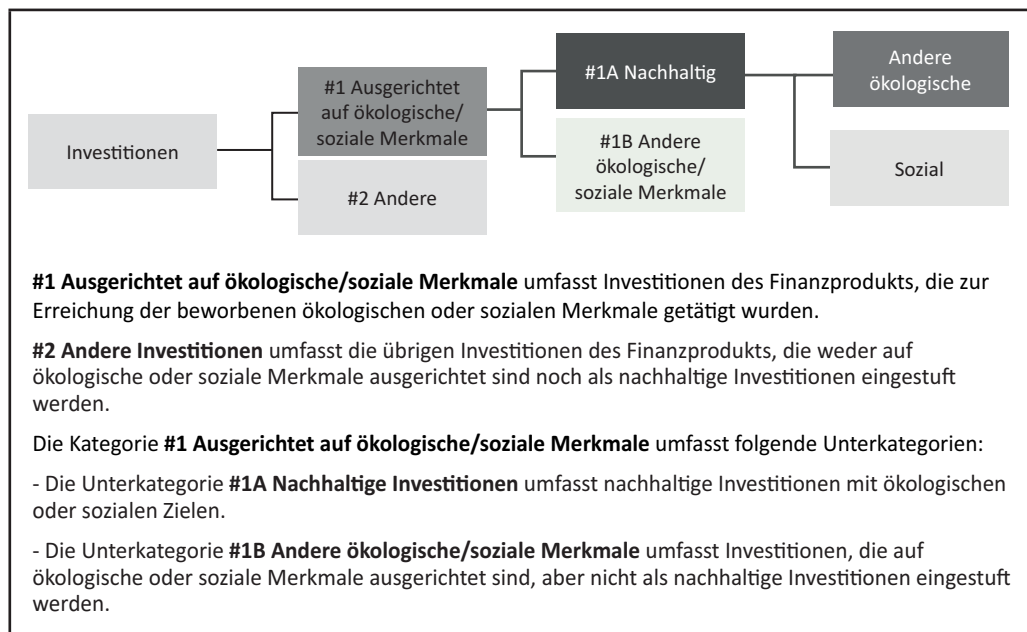 Investitionen
#1 Ausgerichtet
auf ökologische/
soziale Merkmale
#2 Andere
#1A Nachhaltig
#1B Andere
ökologische/
soziale Merkmale
Andere
ökologische
Sozial
#1 Ausgerichtet auf ökologische/soziale Merkmale umfasst Investitionen des Finanzprodukts, die zur
Erreichung der beworbenen ökologischen oder sozialen Merkmale getätigt wurden.
#2 Andere Investitionen umfasst die übrigen Investitionen des Finanzprodukts, die weder auf
ökologische oder soziale Merkmale ausgerichtet sind noch als nachhaltige Investitionen eingestuft
werden.
Die Kategorie #1 Ausgerichtet auf ökologische/soziale Merkmale umfasst folgende Unterkategorien:
- Die Unterkategorie #1A Nachhaltige Investitionen umfasst nachhaltige Investitionen mit ökologischen
oder sozialen Zielen.
- Die Unterkategorie #1B Andere ökologische/soziale Merkmale umfasst Investitionen, die auf
ökologische oder soziale Merkmale ausgerichtet sind, aber nicht als nachhaltige Investitionen eingestuft
werden.